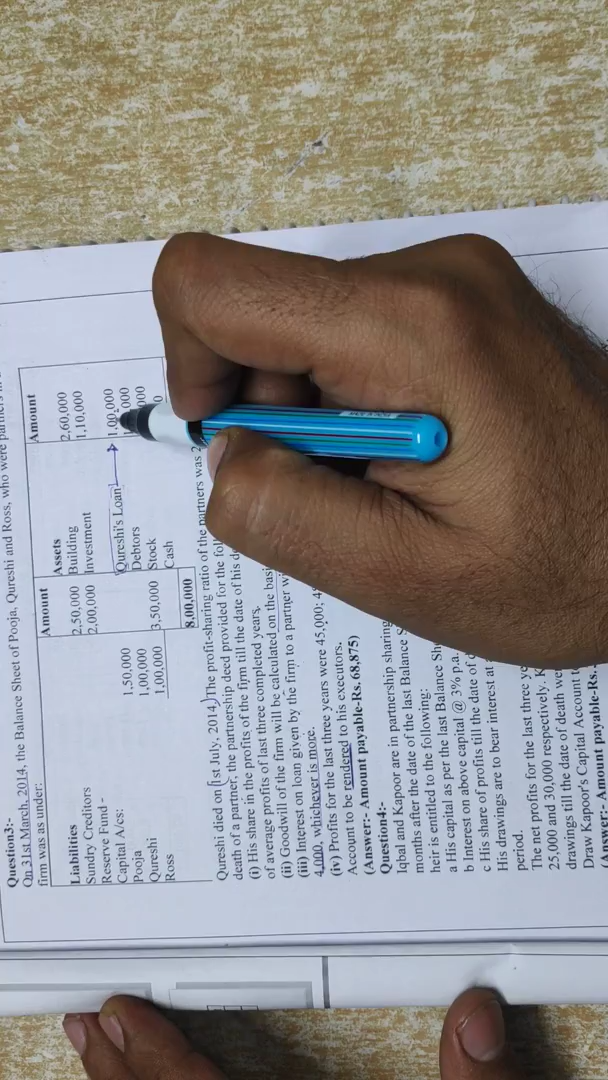 Question3:-
On 31st March, 2014, the Balance Sheet of Pooja, Qureshi and Ross, who were partners in a
firm was as under:
Liabilities Amount Assets Amount
Sundry Creditors 2,50,000 Building 2,60,000
Reserve Fund - 2,00,000 Investment 1,10,000
Capital A/cs: Qureshi's Loan 1,00,000
Pooja 1,50,000 Debtors
Qureshi 1,00,000 Stock
Ross 1,00,000 3,50,000 Cash
8,00,000
Qureshi died on 1st July, 2014. The profit-sharing ratio of the partners was 2
death of a partner, the partnership deed provided for the
(i) His share in the profits of the firm till the date of his
of average profits of last three completed years.
(ii) Goodwill of the firm will be calculated on the
(iii) Interest on loan given by the firm to a partner
4,000, whichever is more.
(iv) Profits for the last three years were 45,000;
Account to be rendered to his executors.
(Answer:- Amount payable-Rs. 68,875)
Question4:-
Iqbal and Kapoor are in partnership sharing
months after the date of the last Balance
heir is entitled to the following:
a His capital as per the last Balance
b Interest on above capital @ 3% p.a.
c His share of profits till the date of
His drawings are to bear interest at
period.
The net profits for the last three
25,000 and 30,000 respectively.
drawings till the date of death
Draw Kapoor's Capital Account
(Answer:- Amount payable-Rs.